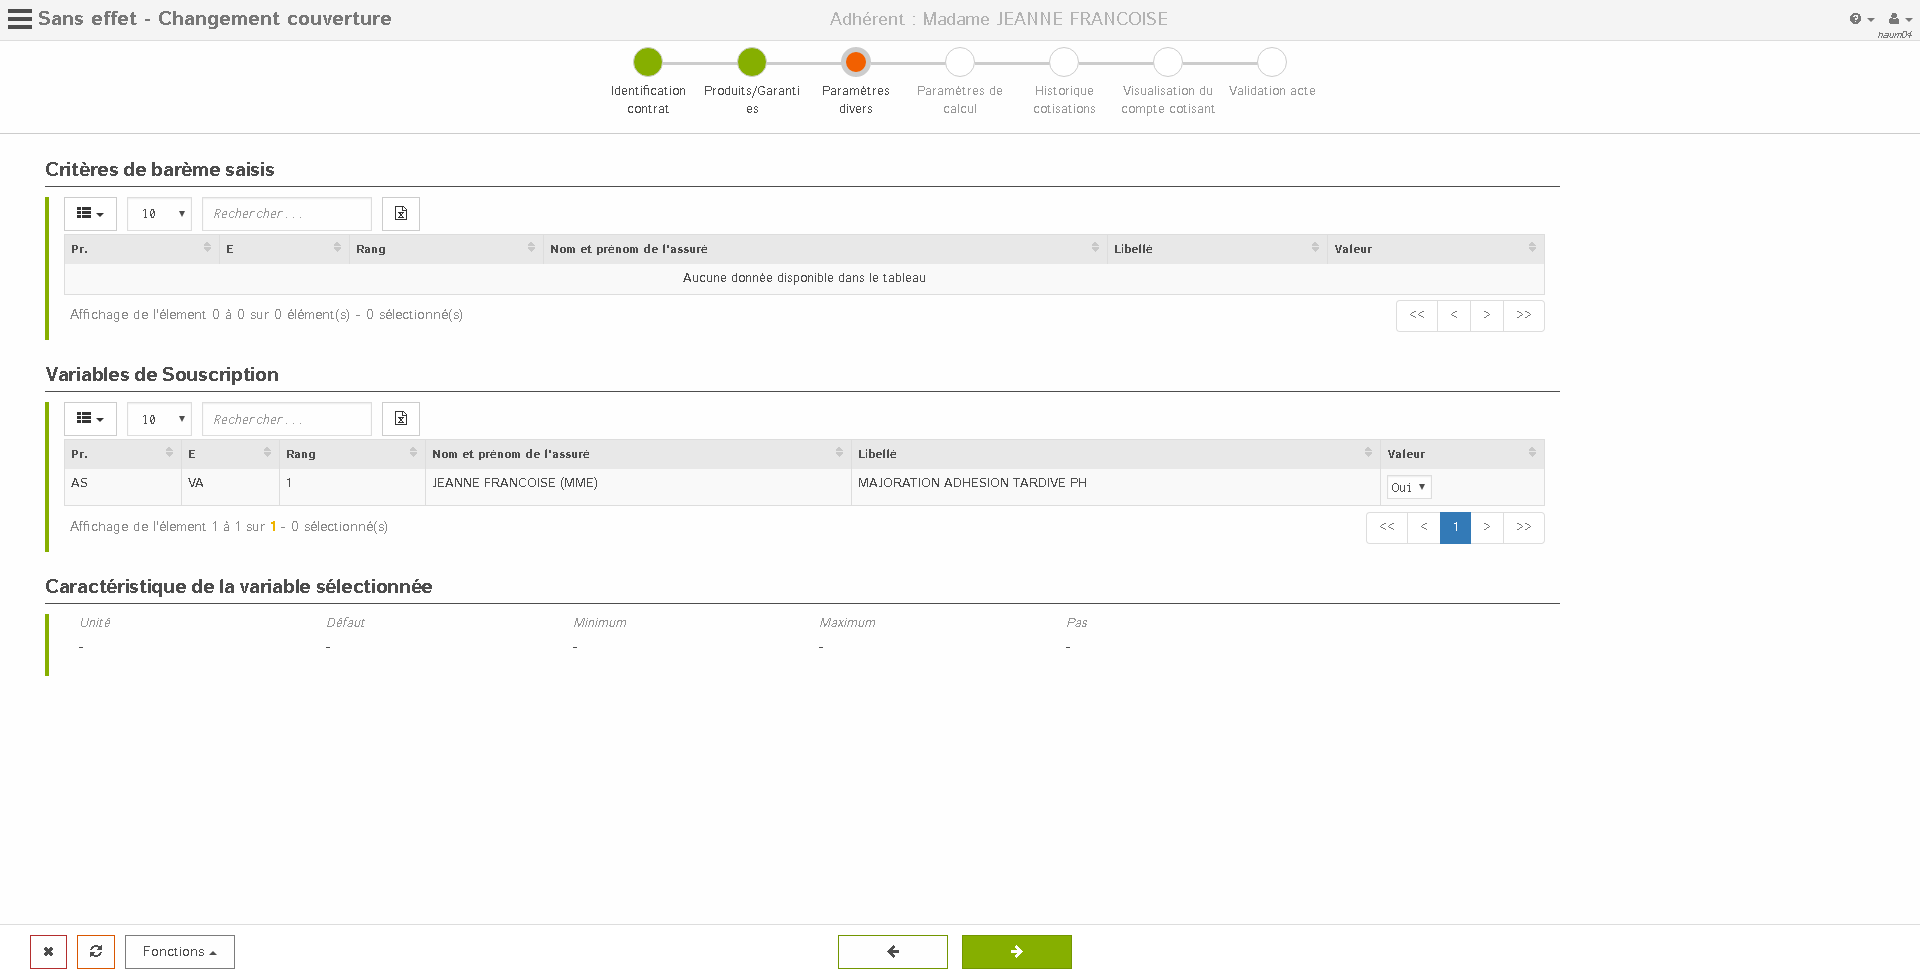 Sans effet - Changement couverture
Adhérent : Madame JEANNE FRANCOISE
haum04
Identification contrat
Produits/Garanties
Paramètres divers
Paramètres de calcul
Historique cotisations
Visualisation du compte cotisant
Validation acte
Critères de barème saisis
10
Rechercher...
Pr. E Rang Nom et prénom de l'assuré Libellé Valeur
Aucune donnée disponible dans le tableau
Affichage de l'élement 0 à 0 sur 0 élément(s) - 0 sélectionné(s)
<< < > >>
Variables de Souscription
10
Rechercher...
Pr. E Rang Nom et prénom de l'assuré Libellé Valeur
AS VA 1 JEANNE FRANCOISE (MME) MAJORATION ADHESION TARDIVE PH Oui
Affichage de l'élement 1 à 1 sur 1 - 0 sélectionné(s)
<< < 1 > >>
Caractéristique de la variable sélectionnée
Unité Défaut Minimum Maximum Pas
- - - - -
Fonctions